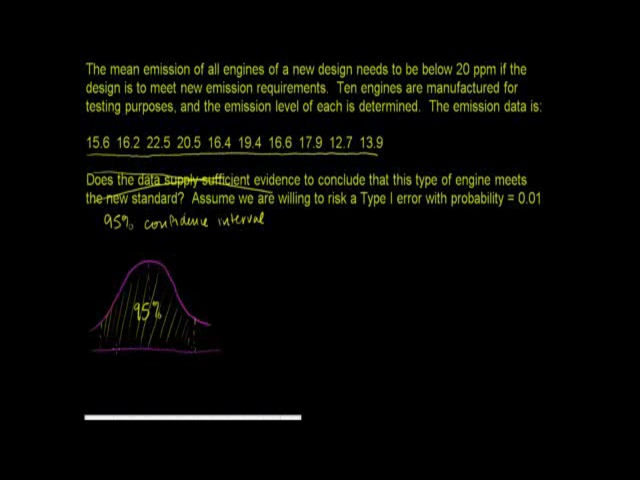 The mean emission of all engines of a new design needs to be below 20 ppm if the
design is to meet new emission requirements. Ten engines are manufactured for
testing purposes, and the emission level of each is determined. The emission data is:
15.6 16.2 22.5 20.5 16.4 19.4 16.6 17.9 12.7 13.9
Does the data supply sufficient evidence to conclude that this type of engine meets
the new standard? Assume we are willing to risk a Type I error with probability = 0.01
95% confidence interval
95%